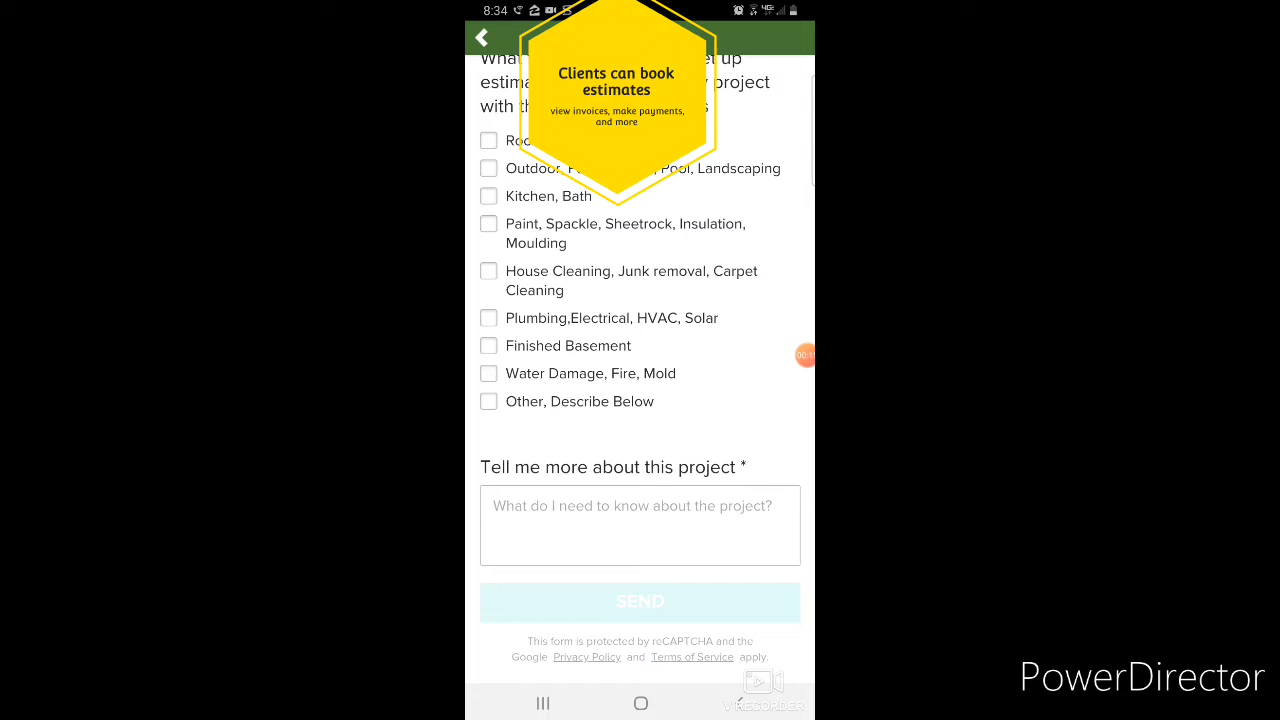 8:34
Clients can book
estimates
view invoices, make payments,
and more
What up
project
with
Outdoor, Pool, Landscaping
Kitchen, Bath
Paint, Spackle, Sheetrock, Insulation,
Moulding
House Cleaning, Junk removal, Carpet
Cleaning
Plumbing,Electrical, HVAC, Solar
Finished Basement
Water Damage, Fire, Mold
Other, Describe Below
00:15
Tell me more about this project *
What do I need to know about the project?
SEND
This form is protected by reCAPTCHA and the
Google Privacy Policy and Terms of Service apply.
V RECORDER
PowerDirector